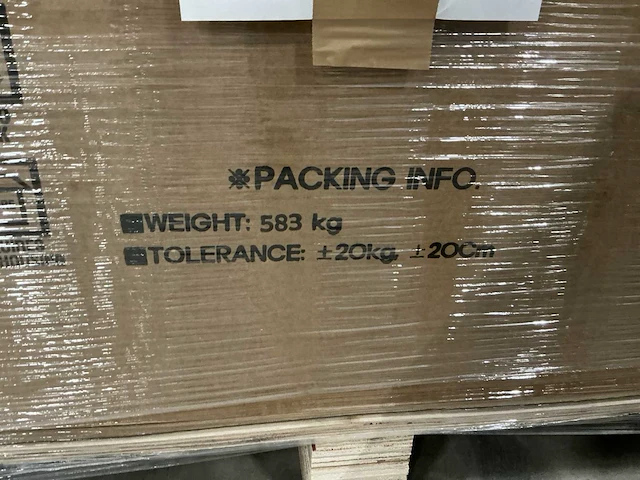 ※PACKING INFO.
■WEIGHT: 583 kg
■TOLERANCE: ±20kg, ±20Cm